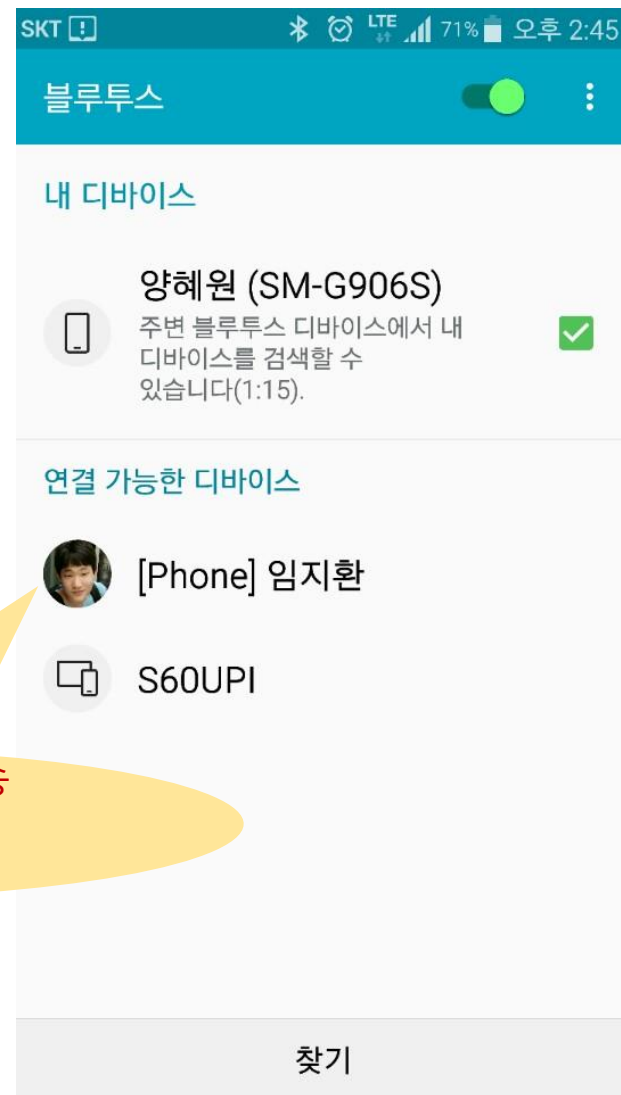 SKT LTE 71% 오후 2:45
블루투스
내 디바이스
양혜원 (SM-G906S)
주변 블루투스 디바이스에서 내
디바이스를 검색할 수
있습니다(1:15).
연결 가능한 디바이스
[Phone] 임지환
S60UPI
찾기